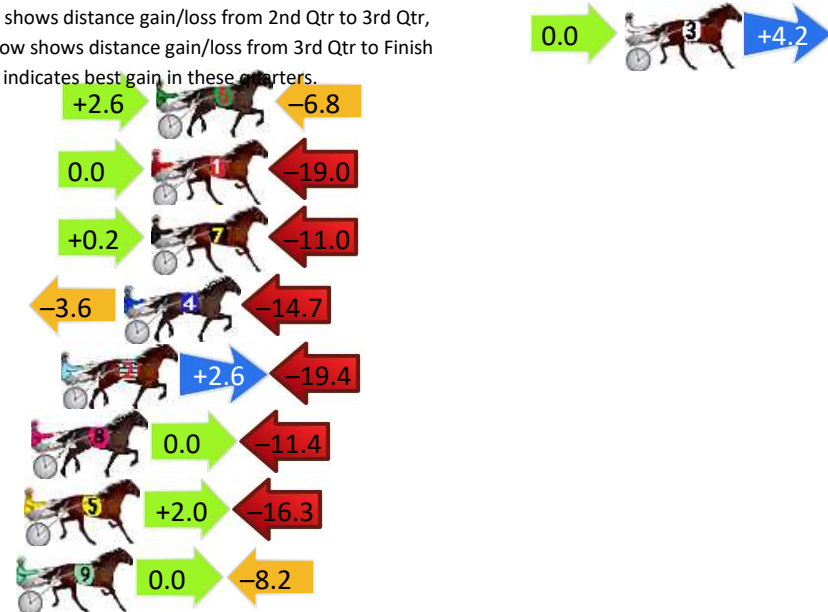 shows distance gain/loss from 2nd Qtr to 3rd Qtr,
ow shows distance gain/loss from 3rd Qtr to Finish
indicates best gain in these quarters.
0.0 3 +4.2
+2.6 6 –6.8
0.0 1 –19.0
+0.2 7 –11.0
–3.6 4 –14.7
2 +2.6 –19.4
8 0.0 –11.4
5 +2.0 –16.3
9 0.0 –8.2